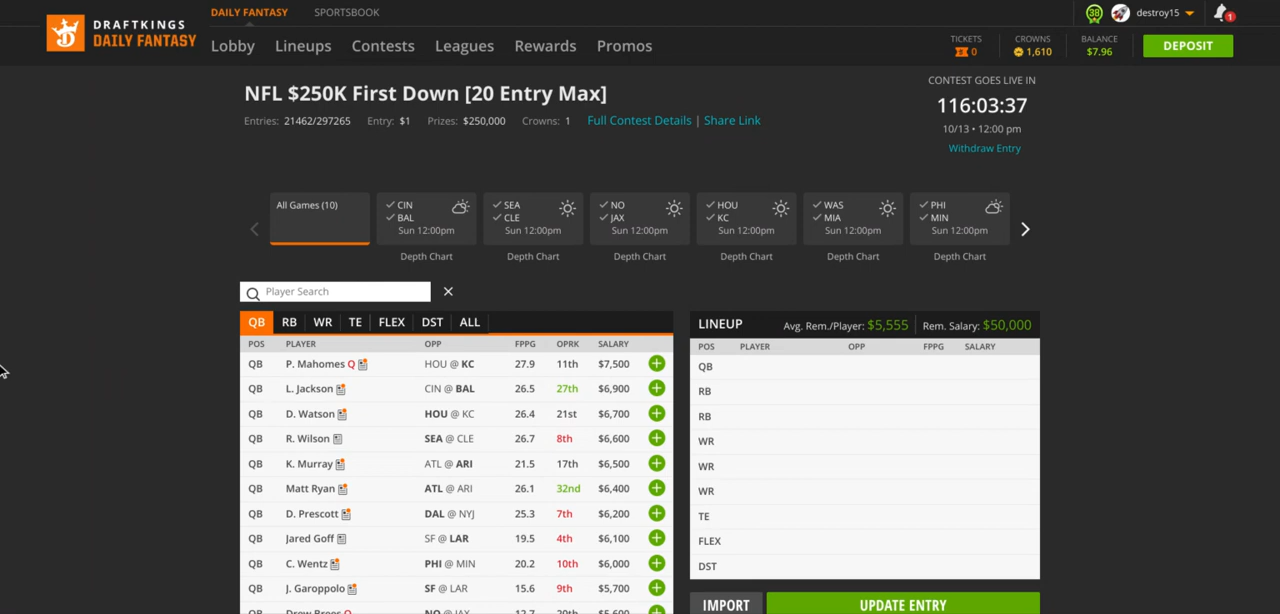 DRAFTKINGS
DAILY FANTASY
DAILY FANTASY SPORTSBOOK
38 destroy15 1
Lobby Lineups Contests Leagues Rewards Promos
TICKETS CROWNS BALANCE
0 1,610 $7.96 DEPOSIT
NFL $250K First Down [20 Entry Max]
Entries: 21462/297265 Entry: $1 Prizes: $250,000 Crowns: 1 Full Contest Details | Share Link
CONTEST GOES LIVE IN
116:03:37
10/13 • 12:00 pm
Withdraw Entry
All Games (10)
CIN
BAL
Sun 12:00pm
Depth Chart
SEA
CLE
Sun 12:00pm
Depth Chart
NO
JAX
Sun 12:00pm
Depth Chart
HOU
KC
Sun 12:00pm
Depth Chart
WAS
MIA
Sun 12:00pm
Depth Chart
PHI
MIN
Sun 12:00pm
Depth Chart
Player Search
QB RB WR TE FLEX DST ALL
POS PLAYER OPP FPPG OPRK SALARY
QB P. Mahomes Q HOU @ KC 27.9 11th $7,500
QB L. Jackson CIN @ BAL 26.5 27th $6,900
QB D. Watson HOU @ KC 26.4 21st $6,700
QB R. Wilson SEA @ CLE 26.7 8th $6,600
QB K. Murray ATL @ ARI 21.5 17th $6,500
QB Matt Ryan ATL @ ARI 26.1 32nd $6,400
QB D. Prescott DAL @ NYJ 25.3 7th $6,200
QB Jared Goff SF @ LAR 19.5 4th $6,100
QB C. Wentz PHI @ MIN 20.2 10th $6,000
QB J. Garoppolo SF @ LAR 15.6 9th $5,700
QB Drew Brees Q NO @ JAX 12.7 20th $5,600
LINEUP Avg. Rem./Player: $5,555 Rem. Salary: $50,000
POS PLAYER OPP FPPG SALARY
QB
RB
RB
WR
WR
WR
TE
FLEX
DST
IMPORT UPDATE ENTRY